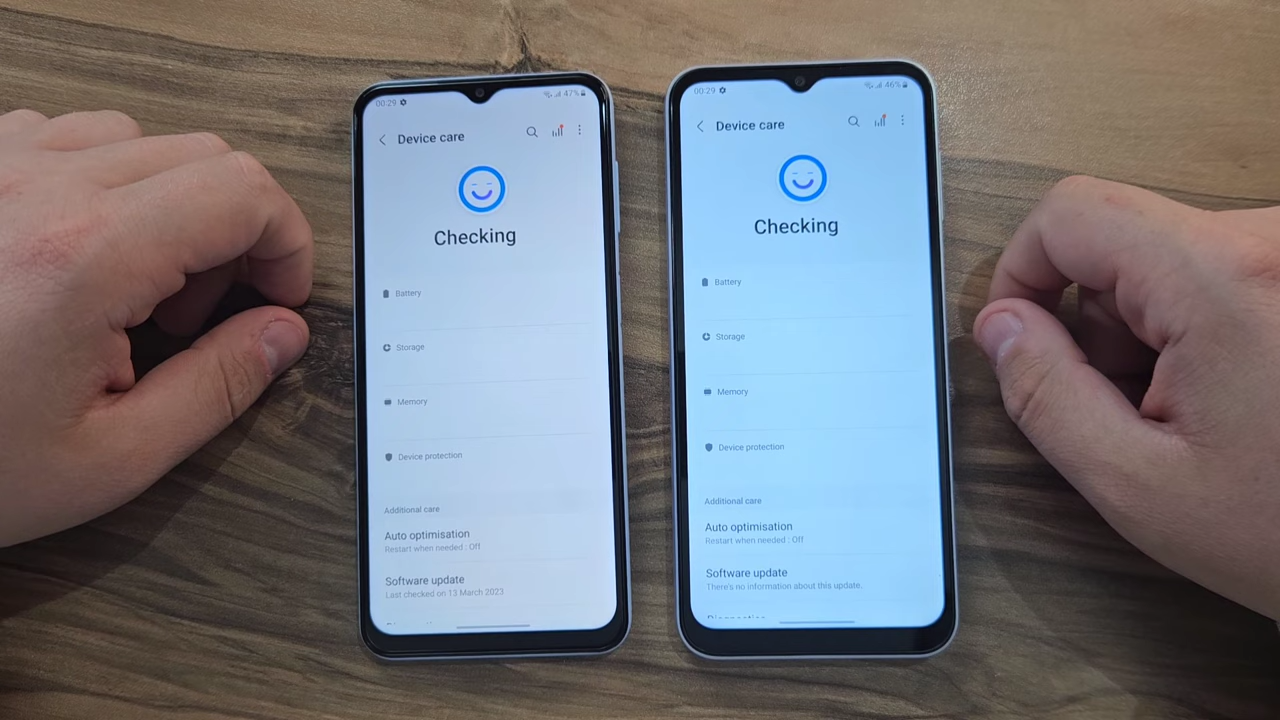 00:29
47%
Device care
Checking
Battery
Storage
Memory
Device protection
Additional care
Auto optimisation
Restart when needed : Off
Software update
Last checked on 13 March 2023
00:29
46%
Device care
Checking
Battery
Storage
Memory
Device protection
Additional care
Auto optimisation
Restart when needed : Off
Software update
There's no information about this update.